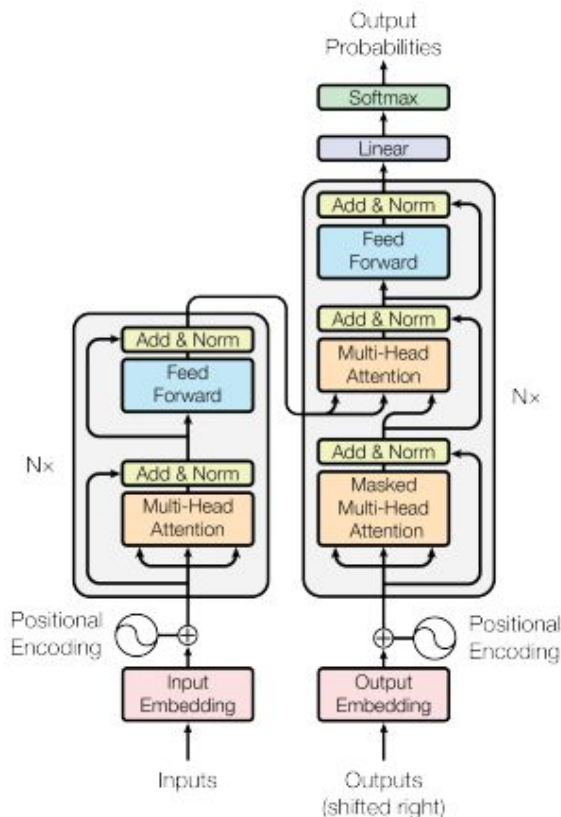 Output
Probabilities
Softmax
Linear
Add & Norm
Feed
Forward
Add & Norm
Multi-Head
Attention
Add & Norm
Masked
Multi-Head
Attention
Nx
Add & Norm
Feed
Forward
Add & Norm
Multi-Head
Attention
Nx
Positional
Encoding
Positional
Encoding
Input
Embedding
Output
Embedding
Inputs
Outputs
(shifted right)